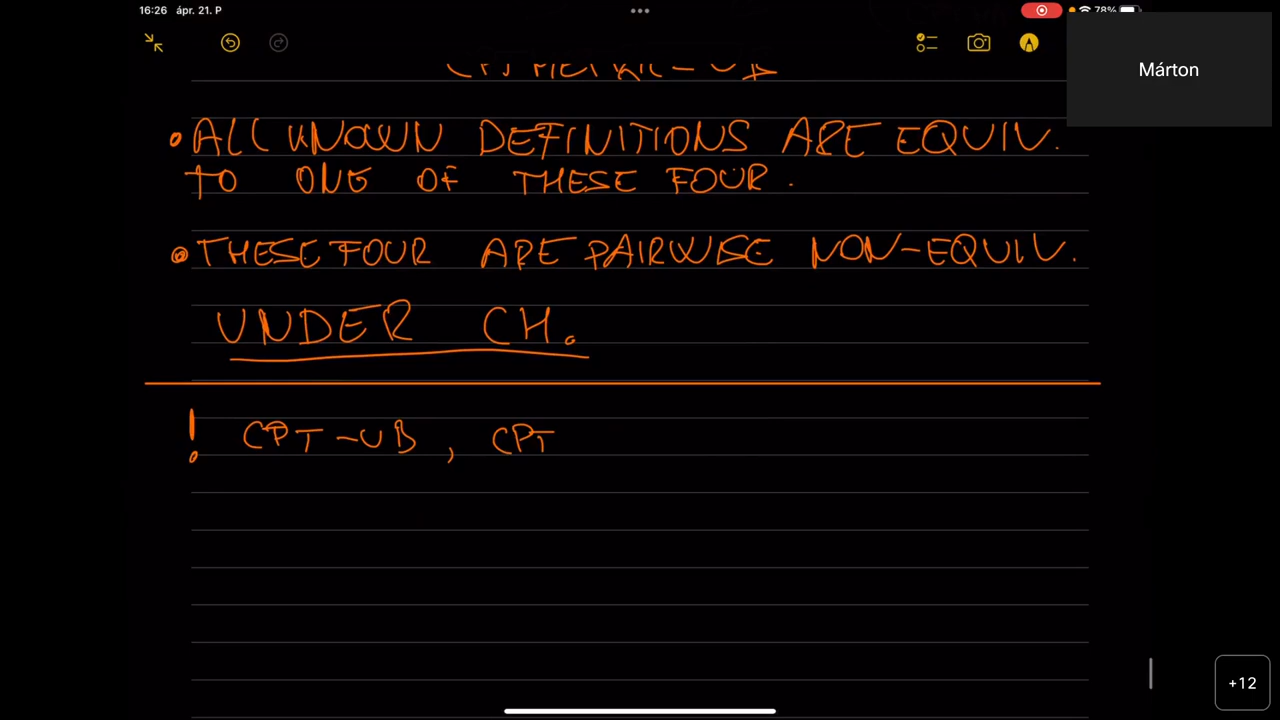 16:26 ápr. 21. P
78%
Márton
ALL KNOWN DEFINITIONS ARE EQUIV.
TO ONE OF THESE FOUR.
THESE FOUR ARE PAIRWISE NON-EQUIV.
UNDER CH.
! CPT-UB, CPT
+12